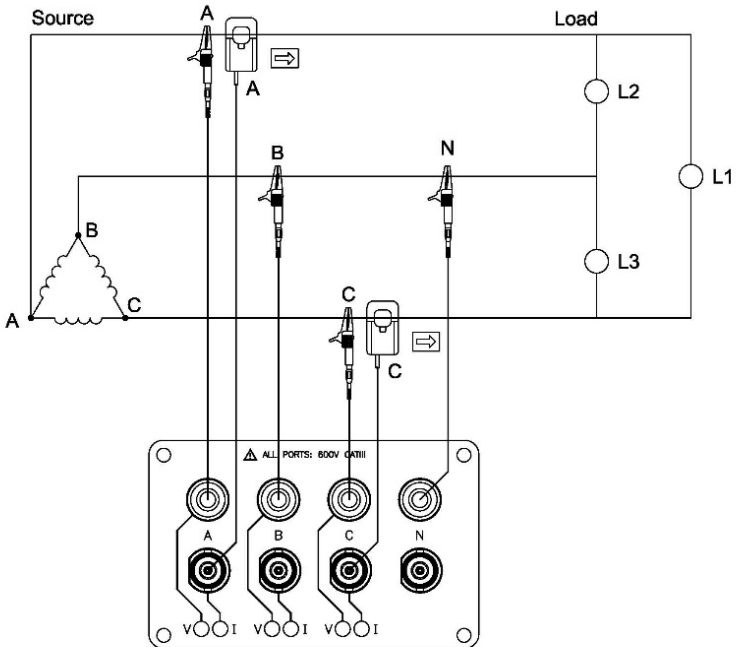 Source
A
Load
A
L2
B
N
L1
B
L3
A
C
C
C
⚠ ALL PORTS: 600V CATIII
A B C N
V I V I V I